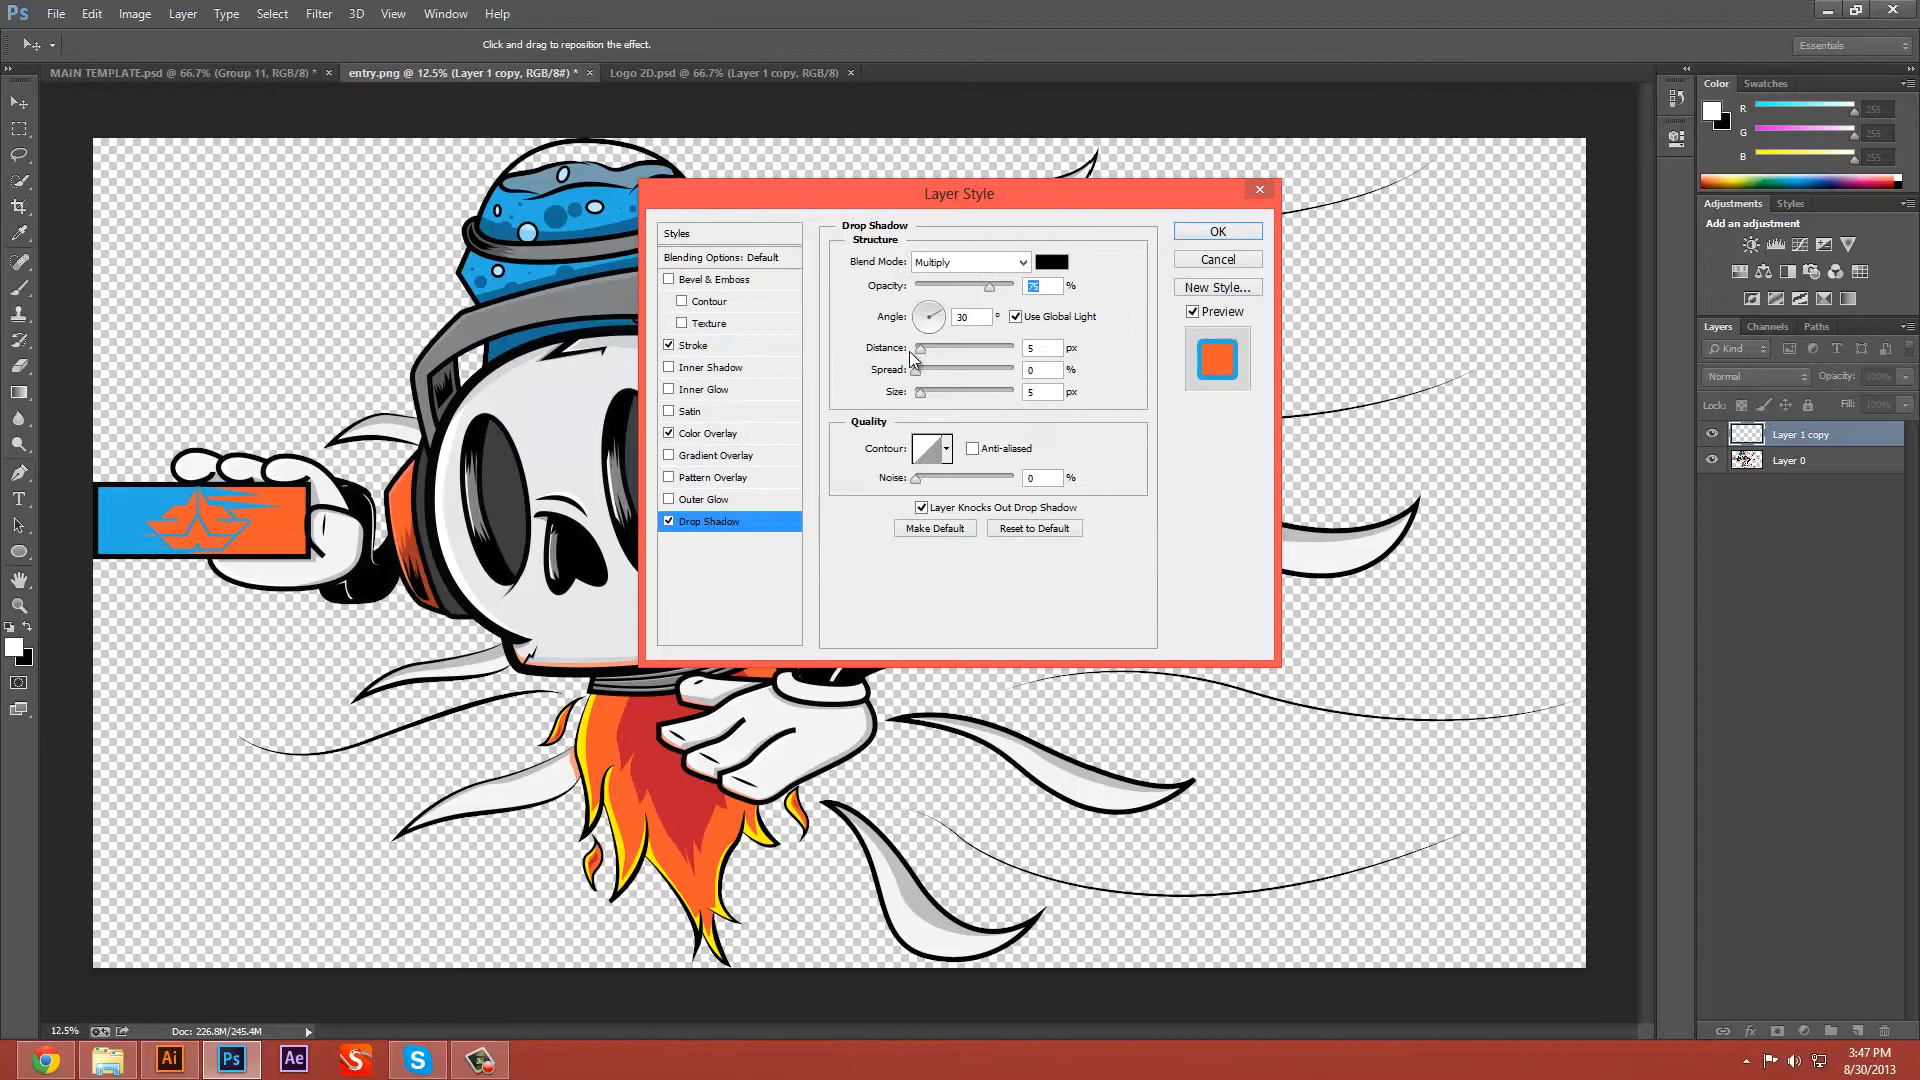 Ps File Edit Image Layer Type Select Filter 3D View Window Help
Click and drag to reposition the effect.
Essentials
MAIN TEMPLATE.psd @ 66.7% (Group 11, RGB/8) * × entry.png @ 12.5% (Layer 1 copy, RGB/8#) * × Logo 2D.psd @ 66.7% (Layer 1 copy, RGB/8) ×
Color Swatches
R 255
G 255
B 255
Adjustments Styles
Add an adjustment
Layers Channels Paths
Kind
Normal Opacity: 100%
Lock: Fill: 100%
Layer 1 copy
Layer 0
Layer Style
Styles
Blending Options: Default
Bevel & Emboss
Contour
Texture
Stroke
Inner Shadow
Inner Glow
Satin
Color Overlay
Gradient Overlay
Pattern Overlay
Outer Glow
Drop Shadow
Drop Shadow
Structure
Blend Mode: Multiply
Opacity: 75 %
Angle: 30 ° Use Global Light
Distance: 5 px
Spread: 0 %
Size: 5 px
Quality
Contour: Anti-aliased
Noise: 0 %
Layer Knocks Out Drop Shadow
Make Default Reset to Default
OK
Cancel
New Style...
Preview
12.5% Doc: 226.8M/245.4M
Ai Ps Ae S S
3:47 PM
8/30/2013